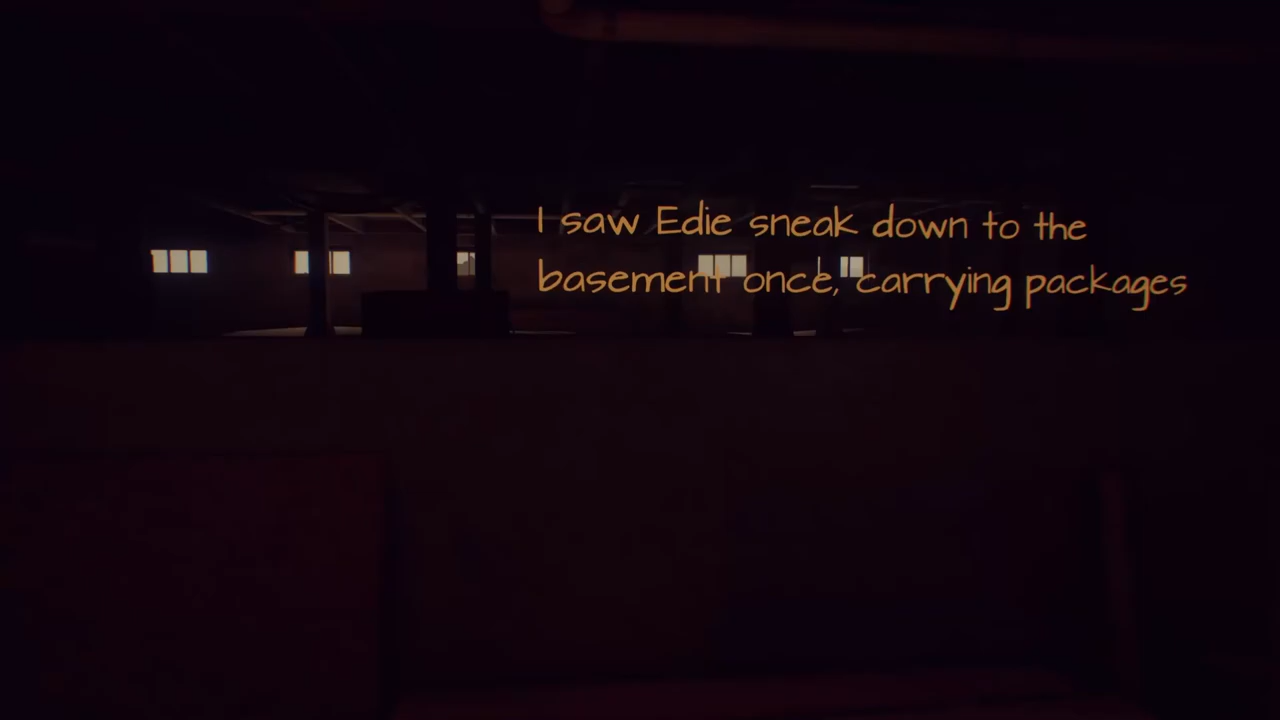 I saw Edie sneak down to the
basement once, carrying packages